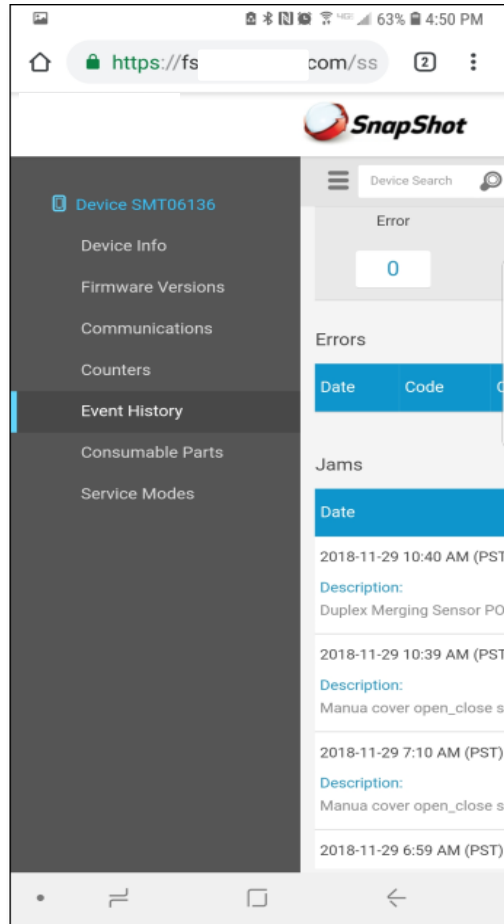 63% 4:50 PM
https://fs com/ss 2
SnapShot
Device Search
Device SMT06136
Device Info
Firmware Versions
Communications
Counters
Event History
Consumable Parts
Service Modes
Error
0
Errors
Date Code
Jams
Date
2018-11-29 10:40 AM (PST
Description:
Duplex Merging Sensor PO
2018-11-29 10:39 AM (PST
Description:
Manua cover open_close s
2018-11-29 7:10 AM (PST)
Description:
Manua cover open_close s
2018-11-29 6:59 AM (PST)